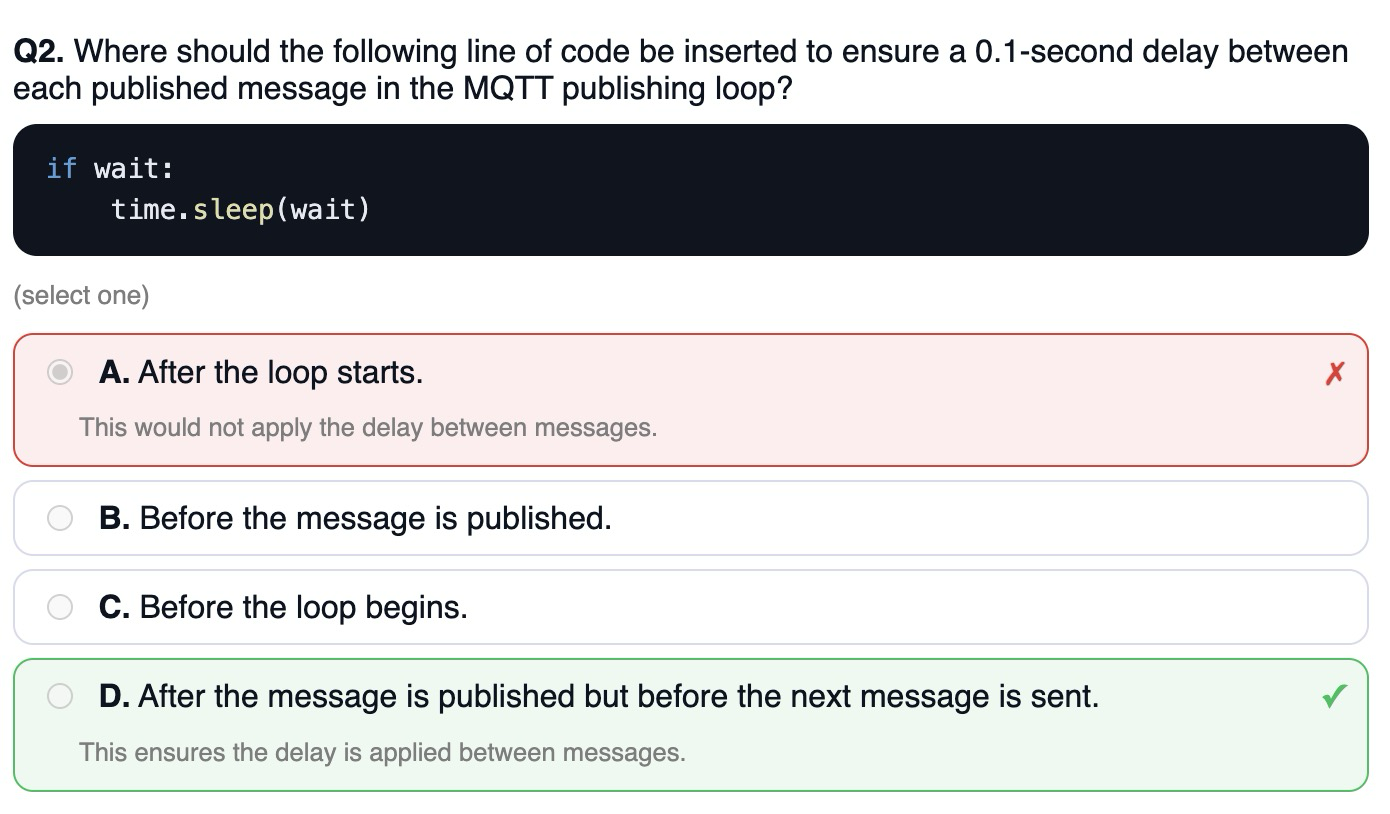 Q2. Where should the following line of code be inserted to ensure a 0.1-second delay between
each published message in the MQTT publishing loop?
if wait:
    time.sleep(wait)
(select one)
A. After the loop starts.
✗
This would not apply the delay between messages.
B. Before the message is published.
C. Before the loop begins.
D. After the message is published but before the next message is sent.
✓
This ensures the delay is applied between messages.